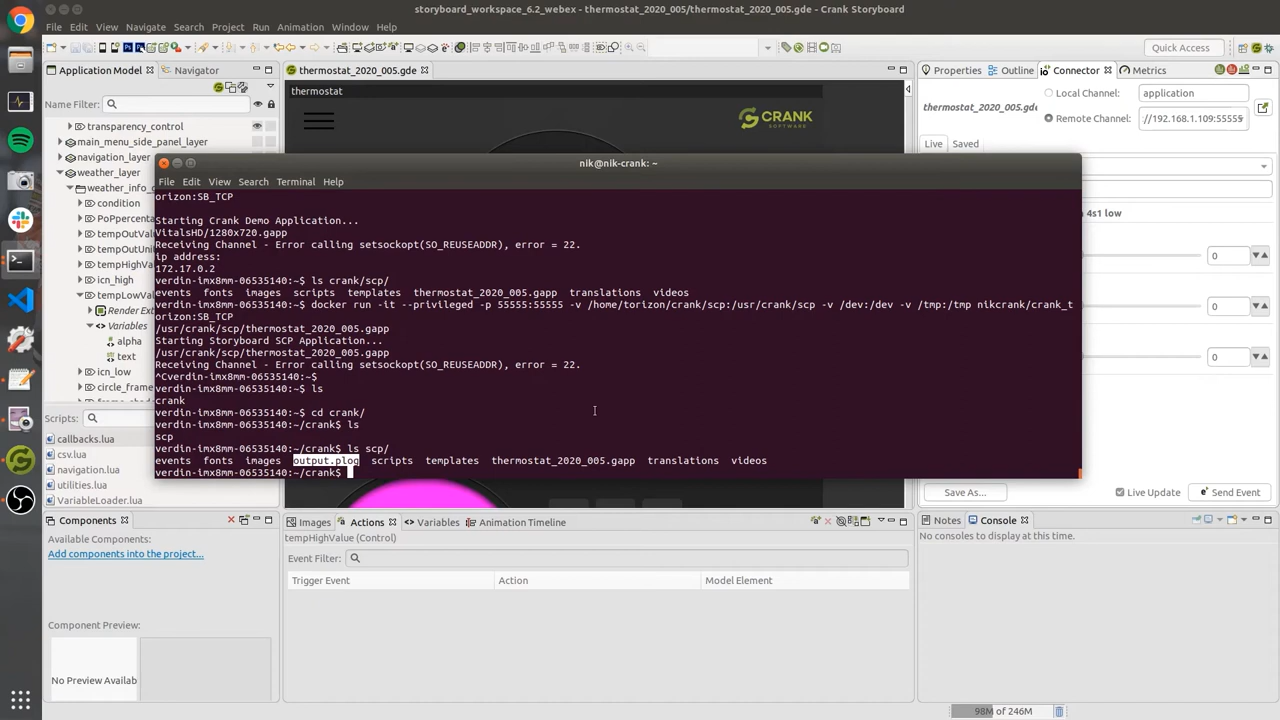 storyboard_workspace_6.2_webex - thermostat_2020_005/thermostat_2020_005.gde - Crank Storyboard
File Edit View Navigate Search Project Run Animation Window Help
Quick Access
Application Model
Navigator
Name Filter:
transparency_control
main_menu_side_panel_layer
navigation_layer
weather_layer
condition
tempOutVal
icn_high
tempLowVal
Render Ext
Variables
alpha
text
icn_low
Scripts:
callbacks.lua
csv.lua
navigation.lua
utilities.lua
VariableLoader.lua
thermostat_2020_005.gde
thermostat
CRANK
SOFTWARE
Properties Outline Connector Metrics
thermostat_2020_005.gde
Local Channel: application
Remote Channel: //192.168.1.109:55555
Live Saved
4s1 low
0
0
0
Save As... Live Update Send Event
nik@nik-crank: ~
File Edit View Search Terminal Help
orizon:SB_TCP
Starting Crank Demo Application...
VitalsHD/1280x720.gapp
Receiving Channel - Error calling setsockopt(SO_REUSEADDR), error = 22.
ip address:
172.17.0.2
verdin-imx8mm-06535140:~$ ls crank/scp/
events fonts images scripts templates thermostat_2020_005.gapp translations videos
verdin-imx8mm-06535140:~$ docker run -it --privileged -p 55555:55555 -v /home/torizon/crank/scp:/usr/crank/scp -v /dev:/dev -v /tmp:/tmp nikcrank/crank_t
orizon:SB_TCP
/usr/crank/scp/thermostat_2020_005.gapp
Starting Storyboard SCP Application...
/usr/crank/scp/thermostat_2020_005.gapp
Receiving Channel - Error calling setsockopt(SO_REUSEADDR), error = 22.
^Cverdin-imx8mm-06535140:~$
verdin-imx8mm-06535140:~$ ls
crank
verdin-imx8mm-06535140:~$ cd crank/
verdin-imx8mm-06535140:~/crank$ ls
scp
verdin-imx8mm-06535140:~/crank$ ls scp/
events fonts images output.plog scripts templates thermostat_2020_005.gapp translations videos
verdin-imx8mm-06535140:~/crank$
Components
Available Components:
Add components into the project...
Component Preview:
No Preview Availab
Images Actions Variables Animation Timeline
tempHighValue (Control)
Event Filter:
Trigger Event Action Model Element
Notes Console
No consoles to display at this time.
98M of 246M